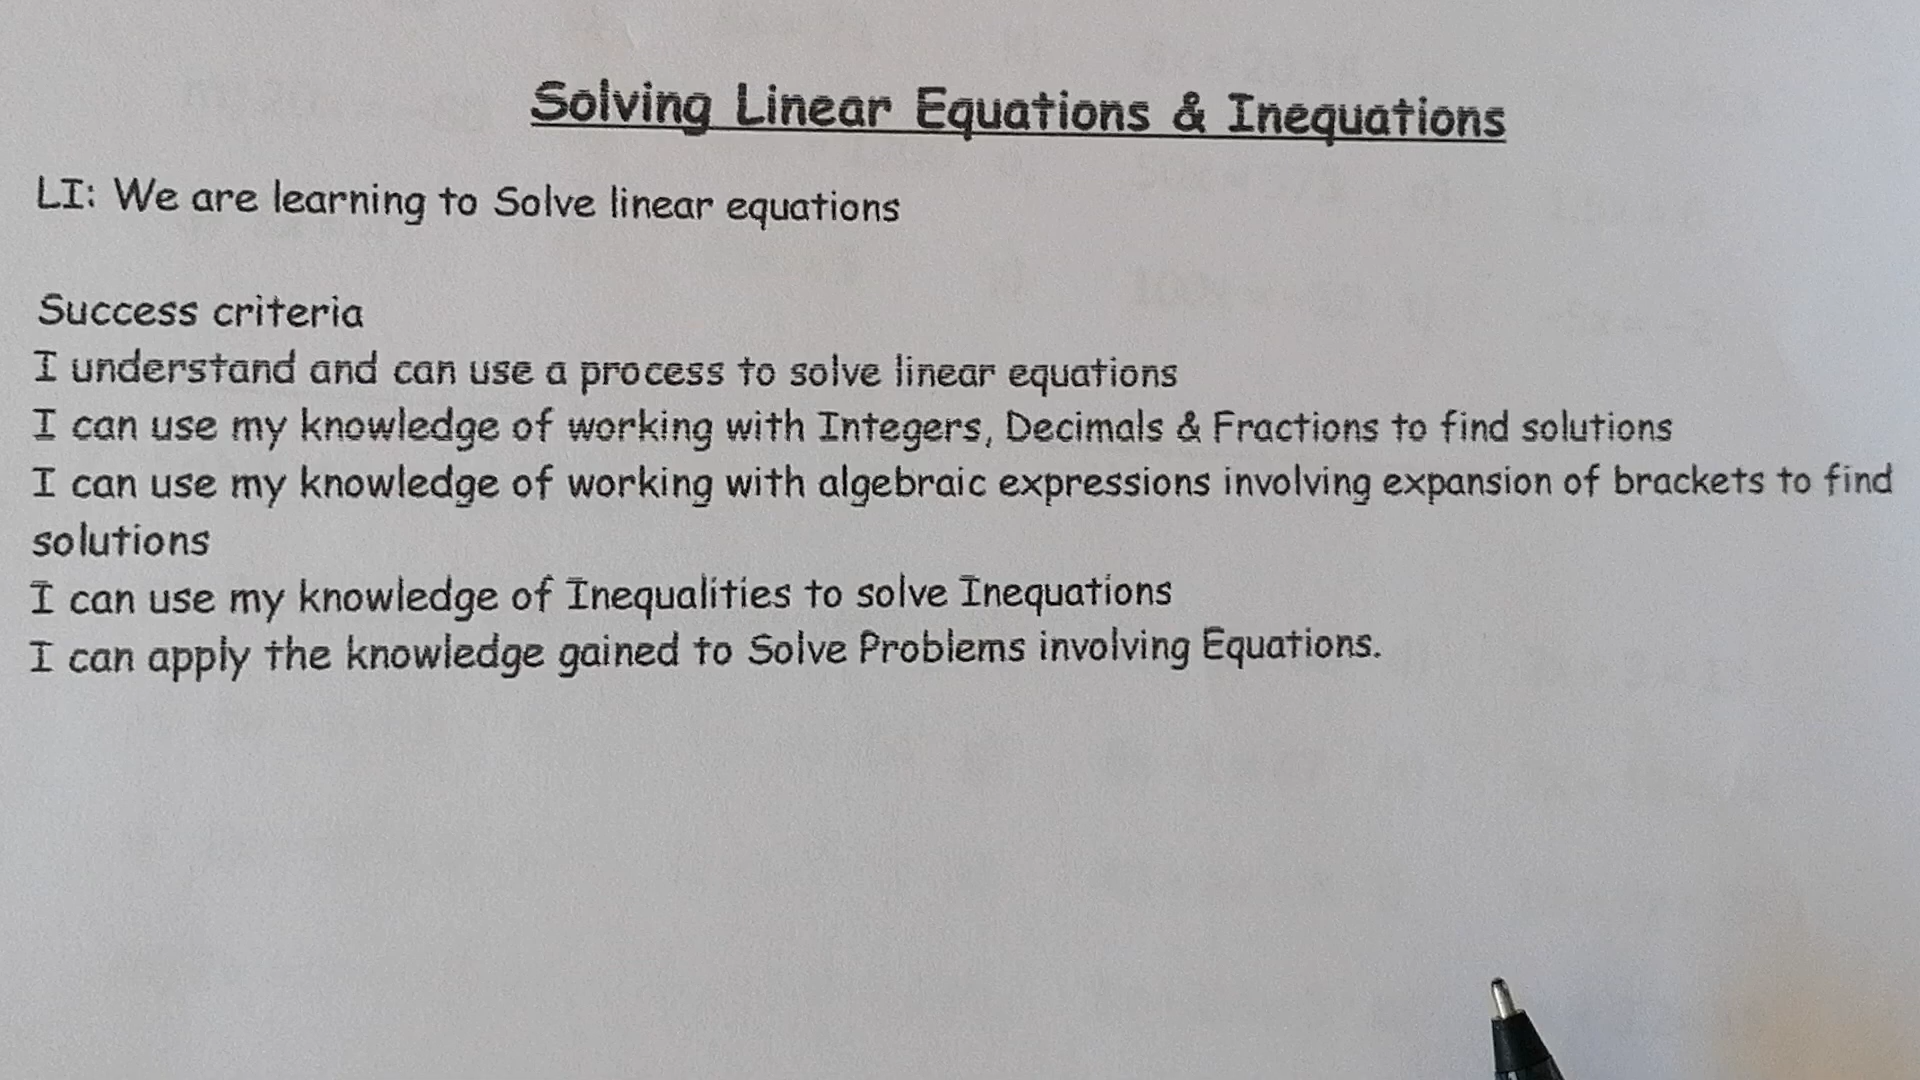 Solving Linear Equations & Inequations
LI: We are learning to Solve linear equations
Success criteria
I understand and can use a process to solve linear equations
I can use my knowledge of working with Integers, Decimals & Fractions to find solutions
I can use my knowledge of working with algebraic expressions involving expansion of brackets to find
solutions
I can use my knowledge of Inequalities to solve Inequations
I can apply the knowledge gained to Solve Problems involving Equations.